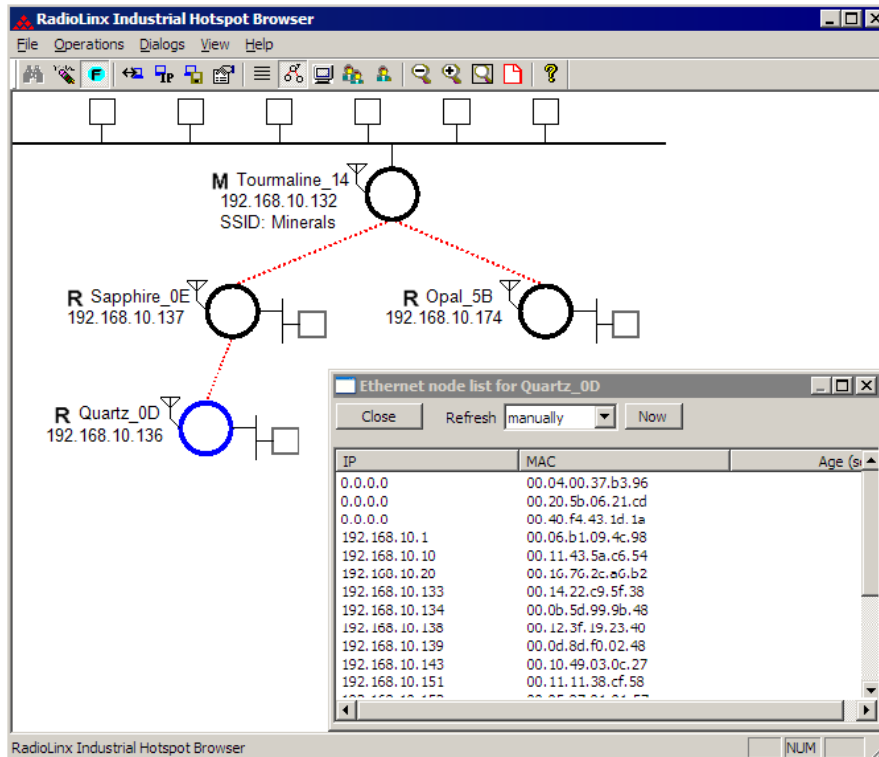 RadioLinx Industrial Hotspot Browser
File Operations Dialogs View Help
F IP ?
M Tourmaline_14
192.168.10.132
SSID: Minerals
R Sapphire_0E
192.168.10.137
R Opal_5B
192.168.10.174
R Quartz_0D
192.168.10.136
Ethernet node list for Quartz_0D
Close Refresh manually Now
IP MAC Age (s
0.0.0.0 00.04.00.37.b3.96
0.0.0.0 00.20.5b.06.21.cd
0.0.0.0 00.40.f4.43.1d.1a
192.168.10.1 00.06.b1.09.4c.98
192.168.10.10 00.11.43.5a.c6.54
192.168.10.20 00.16.76.2c.a6.b2
192.168.10.133 00.14.22.c9.5f.38
192.168.10.134 00.0b.5d.99.9b.48
192.168.10.138 00.12.3f.19.23.40
192.168.10.139 00.0d.8d.f0.02.48
192.168.10.143 00.10.49.03.0c.27
192.168.10.151 00.11.11.38.cf.58
RadioLinx Industrial Hotspot Browser NUM